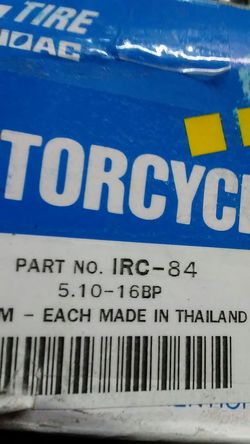 TIRE
TORCYC
PART NO. IRC-84
5.10-16BP
M - EACH MADE IN THAILAND